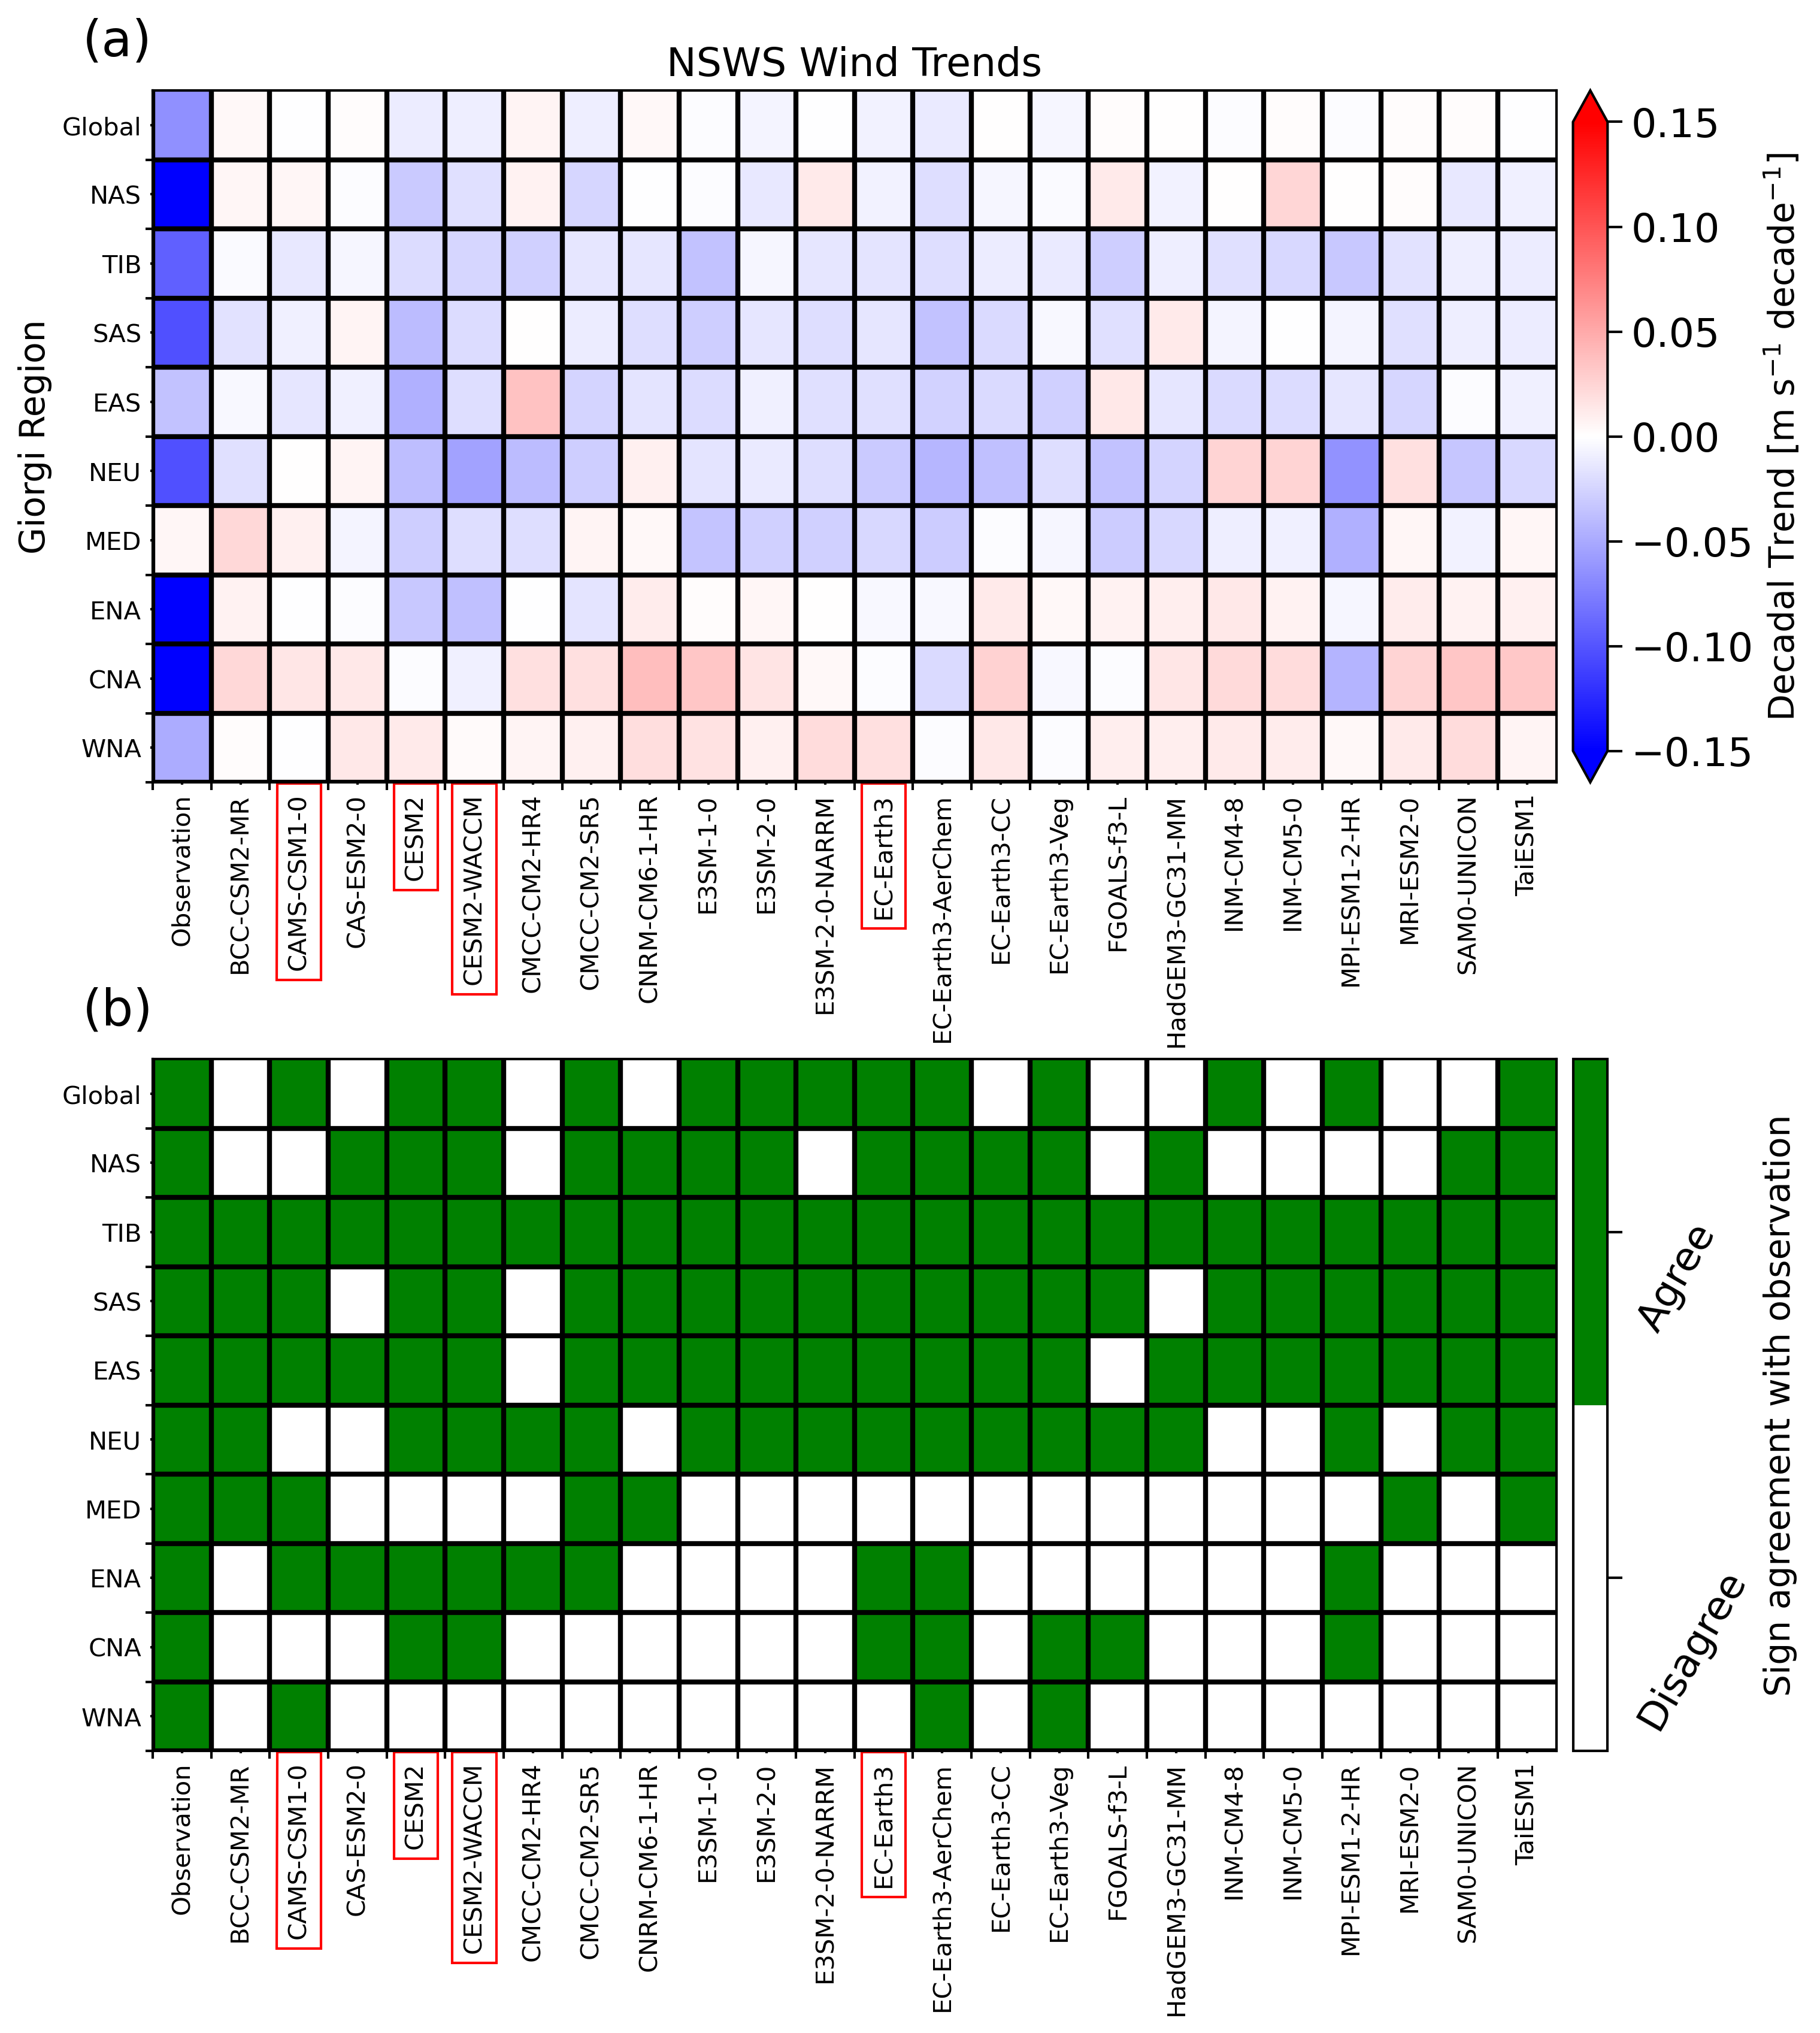 (a)
NSWS Wind Trends
Giorgi Region
Global
NAS
TIB
SAS
EAS
NEU
MED
ENA
CNA
WNA
0.15
0.10
0.05
0.00
−0.05
−0.10
−0.15
Decadal Trend [m s⁻¹ decade⁻¹]
Observation
BCC-CSM2-MR
CAMS-CSM1-0
CAS-ESM2-0
CESM2
CESM2-WACCM
CMCC-CM2-HR4
CMCC-CM2-SR5
CNRM-CM6-1-HR
E3SM-1-0
E3SM-2-0
E3SM-2-0-NARRM
EC-Earth3
EC-Earth3-AerChem
EC-Earth3-CC
EC-Earth3-Veg
FGOALS-f3-L
HadGEM3-GC31-MM
INM-CM4-8
INM-CM5-0
MPI-ESM1-2-HR
MRI-ESM2-0
SAM0-UNICON
TaiESM1
(b)
Global
NAS
TIB
SAS
EAS
NEU
MED
ENA
CNA
WNA
Agree
Disagree
Sign agreement with observation
Observation
BCC-CSM2-MR
CAMS-CSM1-0
CAS-ESM2-0
CESM2
CESM2-WACCM
CMCC-CM2-HR4
CMCC-CM2-SR5
CNRM-CM6-1-HR
E3SM-1-0
E3SM-2-0
E3SM-2-0-NARRM
EC-Earth3
EC-Earth3-AerChem
EC-Earth3-CC
EC-Earth3-Veg
FGOALS-f3-L
HadGEM3-GC31-MM
INM-CM4-8
INM-CM5-0
MPI-ESM1-2-HR
MRI-ESM2-0
SAM0-UNICON
TaiESM1